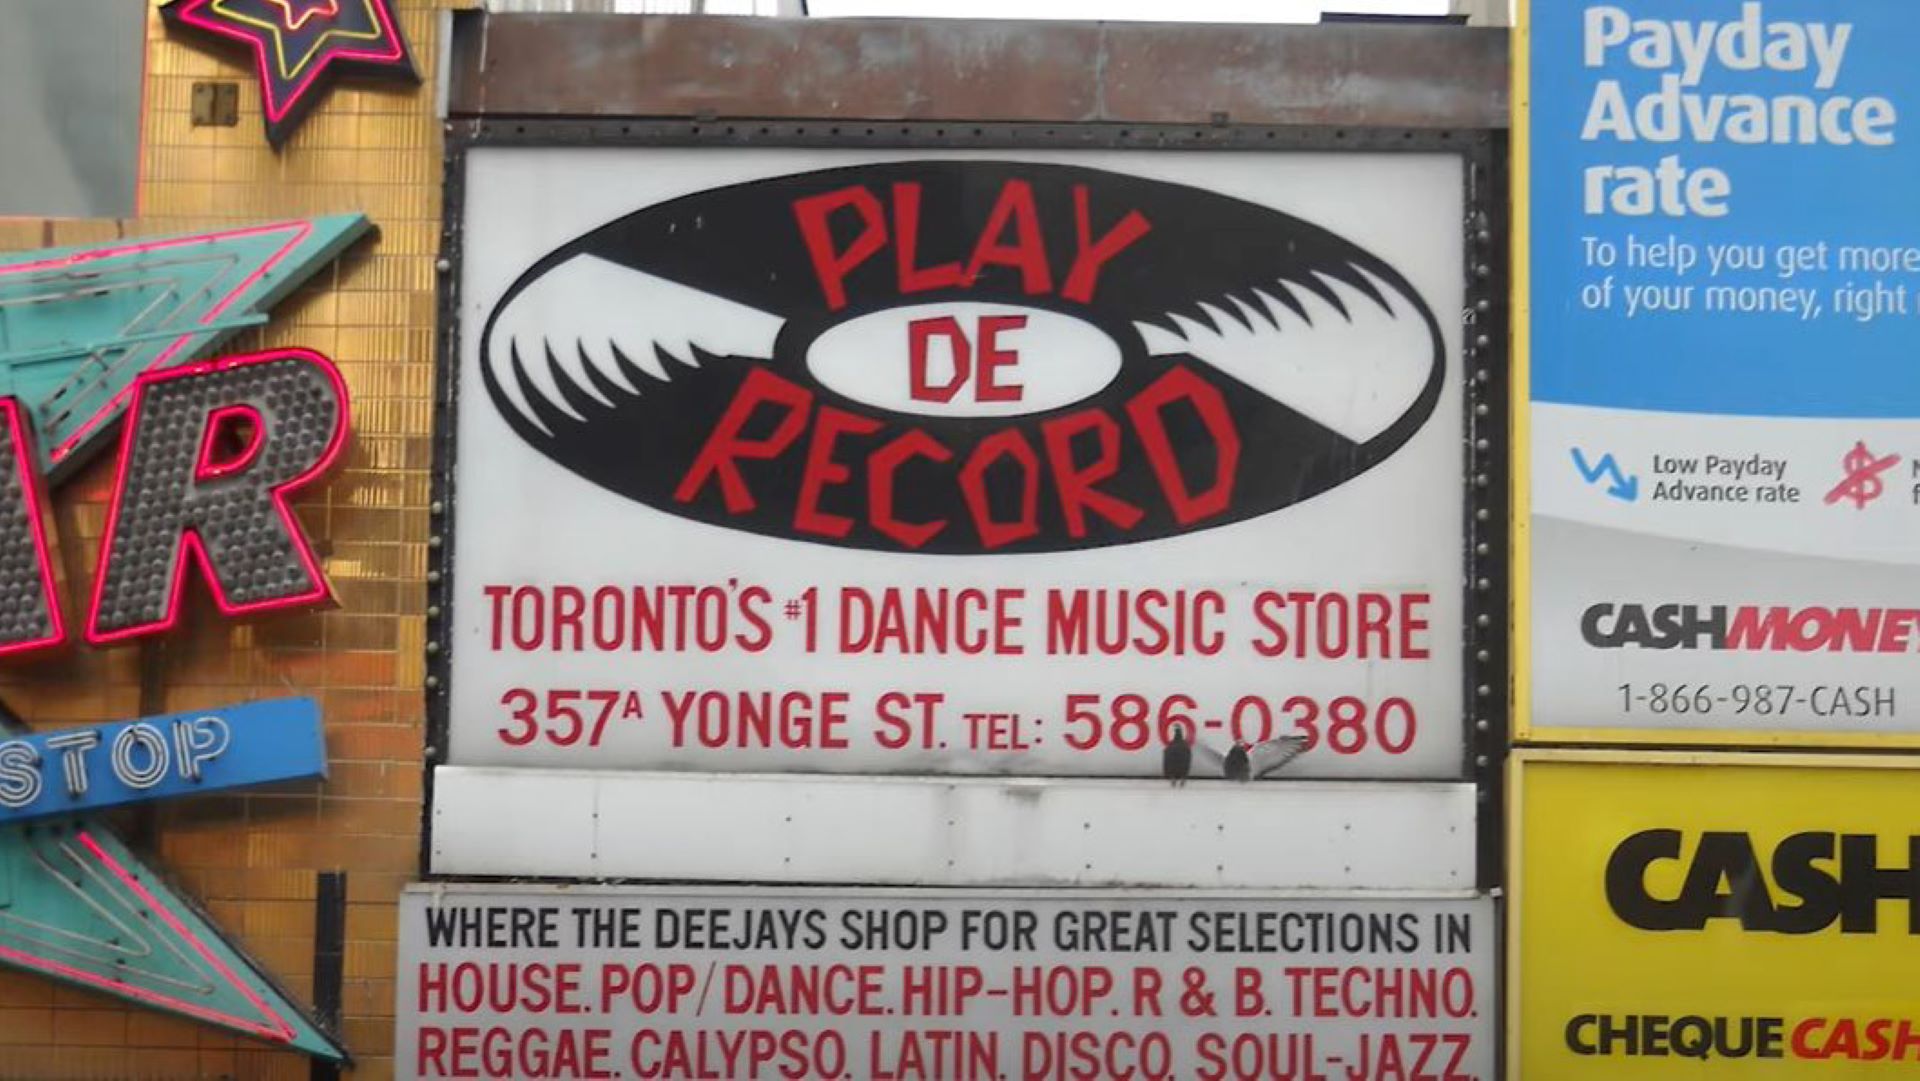 PLAY
DE
RECORD
TORONTO'S #1 DANCE MUSIC STORE
357A YONGE ST. TEL: 586-0380
WHERE THE DEEJAYS SHOP FOR GREAT SELECTIONS IN
HOUSE. POP/DANCE. HIP-HOP. R & B. TECHNO.
REGGAE. CALYPSO. LATIN. DISCO. SOUL-JAZZ.
AR
STOP
Payday
Advance
rate
To help you get more
of your money, right
Low Payday
Advance rate
CASHMONEY
1-866-987-CASH
CASH
CHEQUE CASH